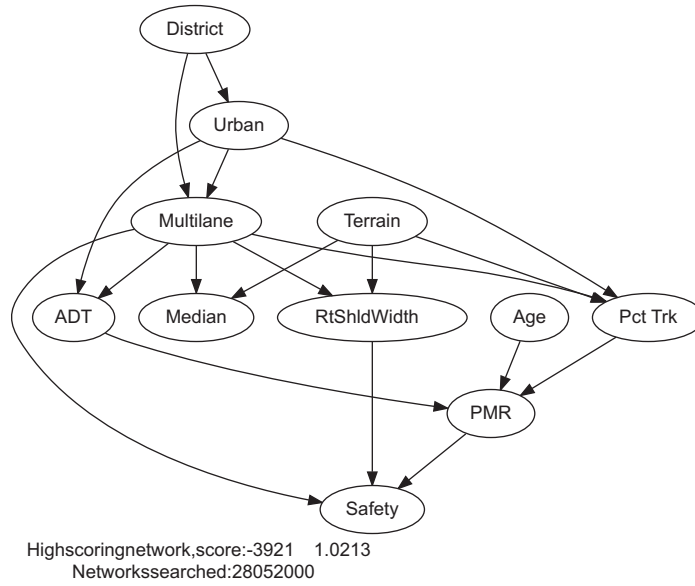 District
Urban
Multilane
Terrain
ADT
Median
RtShldWidth
Age
Pct Trk
PMR
Safety
Highscoringnetwork,score:-3921 1.0213
Networkssearched:28052000